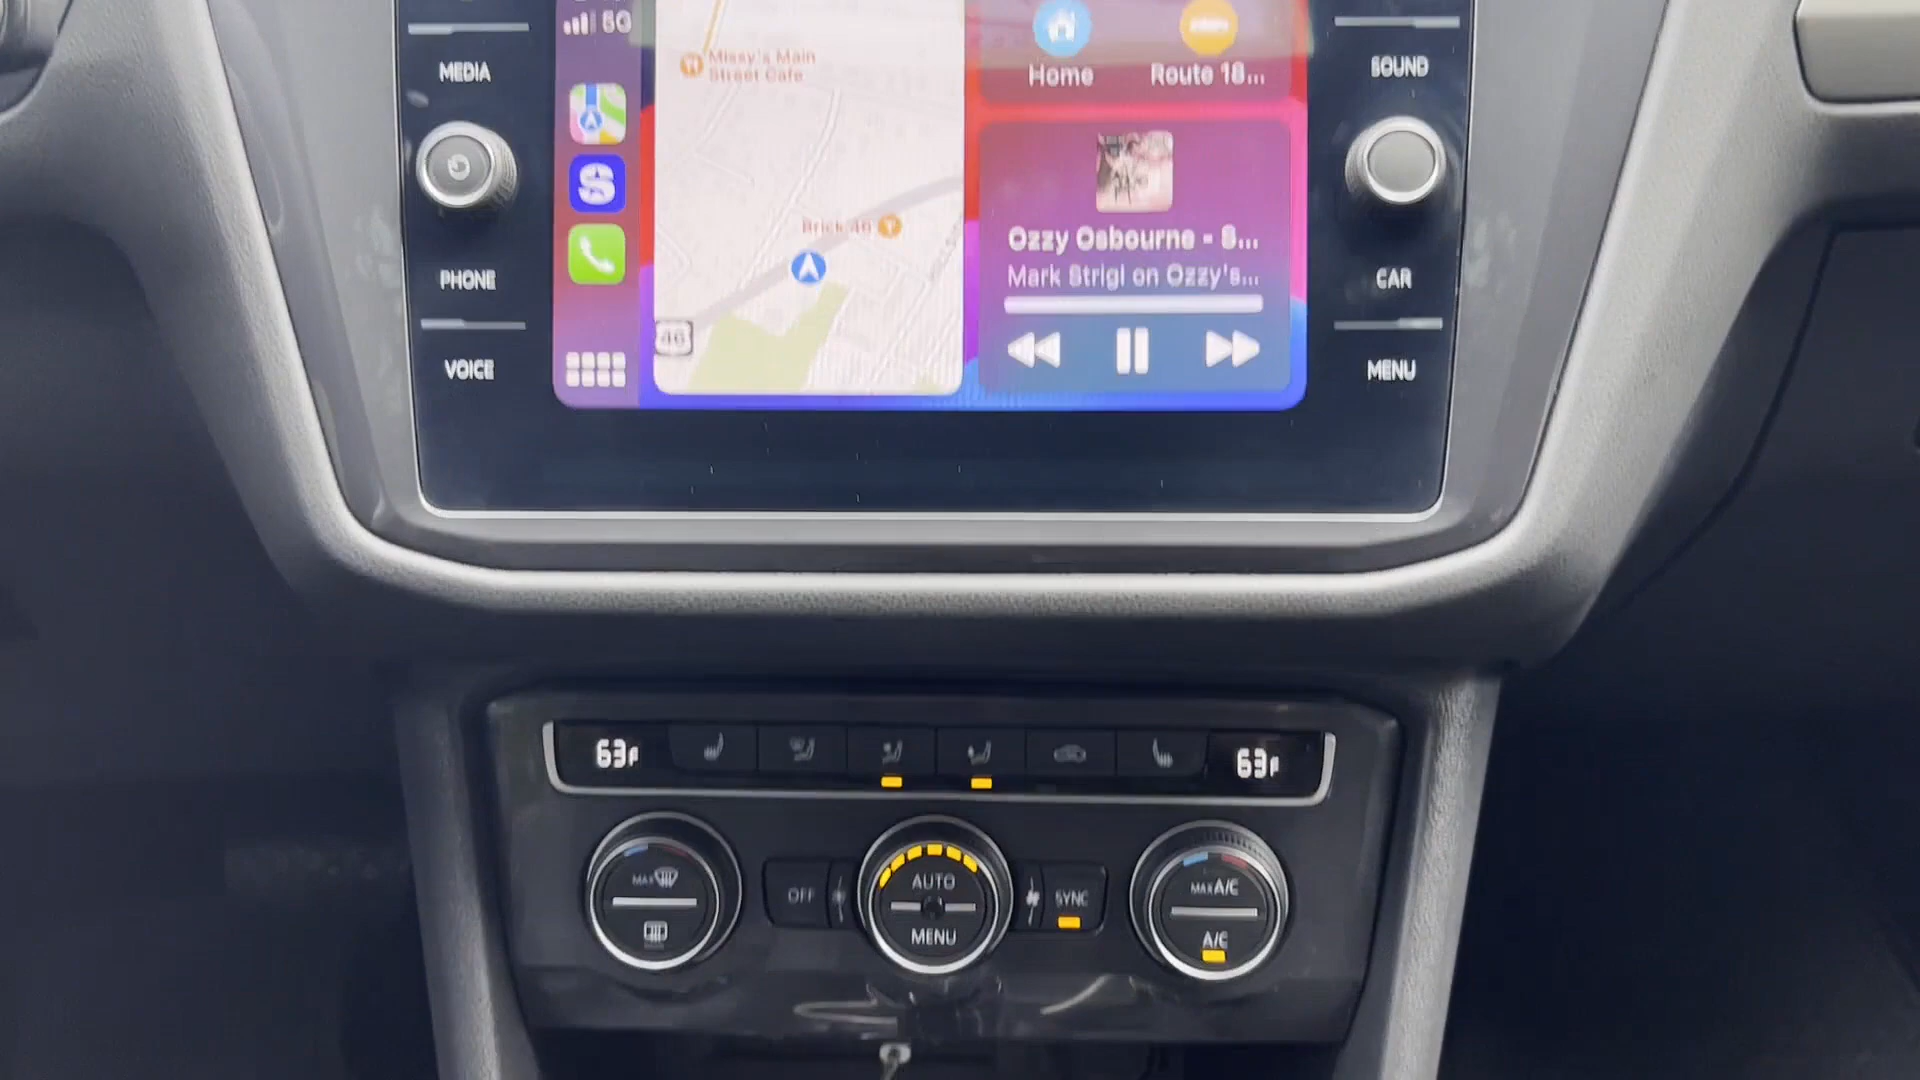 5G
MEDIA
Missy's Main
Street Cafe
Home
Route 18...
SOUND
Brick 46
Ozzy Osbourne - S...
Mark Strigl on Ozzy's...
PHONE
CAR
46
VOICE
MENU
63F
63F
MAX
OFF
AUTO
MENU
SYNC
MAX A/C
A/C